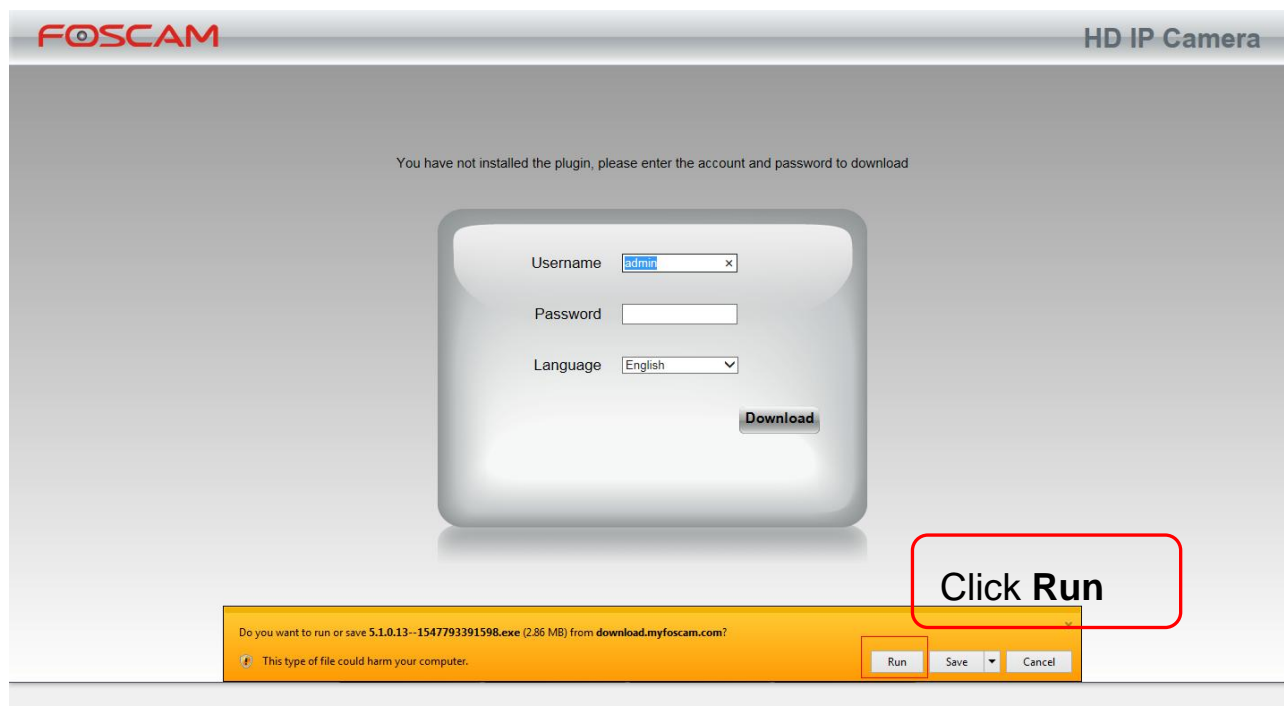 FOSCAM
HD IP Camera
You have not installed the plugin, please enter the account and password to download
Username admin ×
Password
Language English
Download
Click Run
Do you want to run or save 5.1.0.13--1547793391598.exe (2.86 MB) from download.myfoscam.com? ×
This type of file could harm your computer.
Run Save Cancel